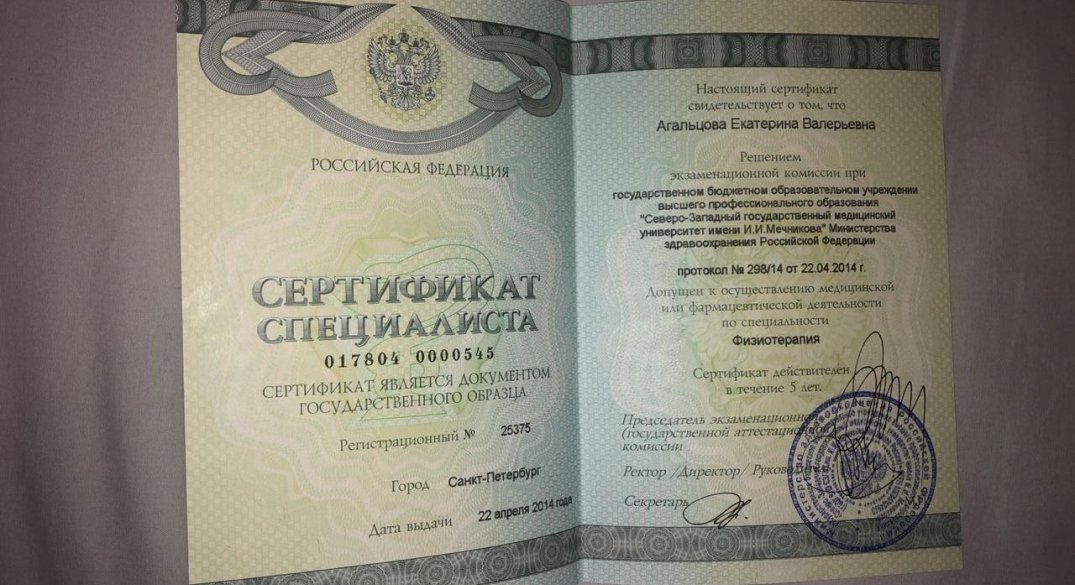 РОССИЙСКАЯ ФЕДЕРАЦИЯ
СЕРТИФИКАТ
СПЕЦИАЛИСТА
017804 0000545
СЕРТИФИКАТ ЯВЛЯЕТСЯ ДОКУМЕНТОМ
ГОСУДАРСТВЕННОГО ОБРАЗЦА
Регистрационный № 25375
Город Санкт-Петербург
Дата выдачи 22 апреля 2014 года
Настоящий сертификат
свидетельствует о том, что
Агальцова Екатерина Валерьевна
Решением
экзаменационной комиссии при
государственном бюджетном образовательном учреждении
высшего профессионального образования
"Северо-Западный государственный медицинский
университет имени И.И.Мечникова" Министерства
здравоохранения Российской Федерации
протокол № 298/14 от 22.04.2014 г.
Допущен к осуществлению медицинской
или фармацевтической деятельности
по специальности
Физиотерапия
Сертификат действителен
в течение 5 лет.
Председатель экзаменационной
(государственной аттестационной)
комиссии
Ректор /Директор/ Руководитель
Секретарь